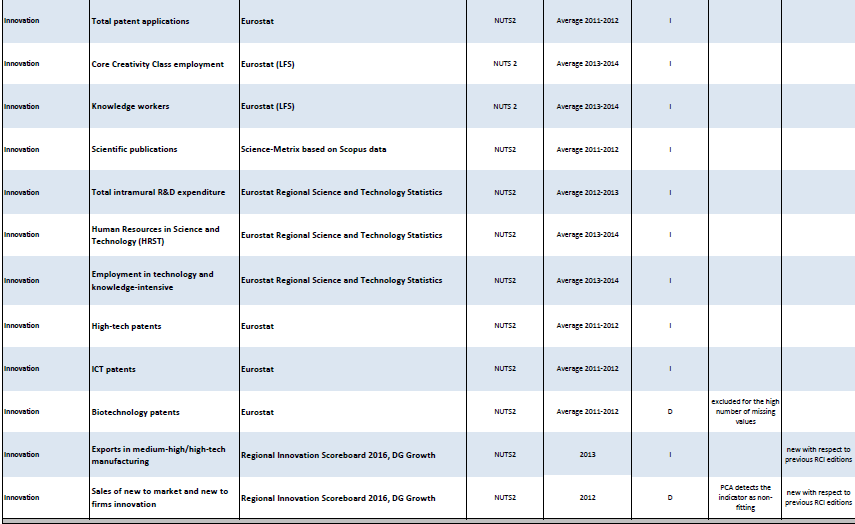 Innovation Total patent applications Eurostat NUTS2 Average 2011-2012 I
Innovation Core Creativity Class employment Eurostat (LFS) NUTS 2 Average 2013-2014 I
Innovation Knowledge workers Eurostat (LFS) NUTS 2 Average 2013-2014 I
Innovation Scientific publications Science-Metrix based on Scopus data NUTS2 Average 2011-2012 I
Innovation Total intramural R&D expenditure Eurostat Regional Science and Technology Statistics NUTS2 Average 2012-2013 I
Human Resources in Science and
Innovation Eurostat Regional Science and Technology Statistics NUTS2 Average 2013-2014 I
Technology (HRST)
Employment in technology and
Innovation Eurostat Regional Science and Technology Statistics NUTS2 Average 2013-2014 I
knowledge-intensive
Innovation High-tech patents Eurostat NUTS2 Average 2011-2012 I
Innovation ICT patents Eurostat NUTS2 Average 2011-2012 I
excluded for the high
Innovation Biotechnology patents Eurostat NUTS2 Average 2011-2012 D number of missing
values
Exports in medium-high/high-tech new with respect to
Innovation Regional Innovation Scoreboard 2016, DG Growth NUTS2 2013 I
manufacturing previous RCI editions
Sales of new to market and new to PCA detects the new with respect to
Innovation Regional Innovation Scoreboard 2016, DG Growth NUTS2 2012 D indicator as non-
firms innovation fitting previous RCI editions